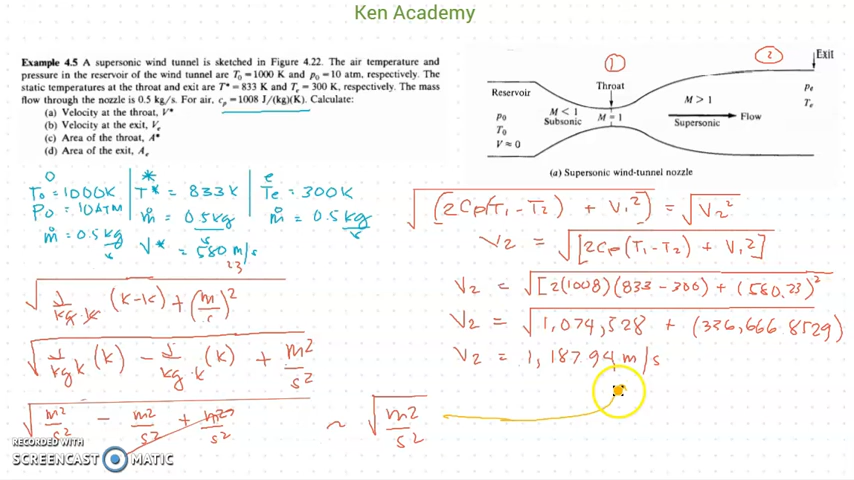 Ken Academy
Example 4.5 A supersonic wind tunnel is sketched in Figure 4.22. The air temperature and
pressure in the reservoir of the wind tunnel are T₀ = 1000 K and p₀ = 10 atm, respectively. The
static temperatures at the throat and exit are T* = 833 K and Tₑ = 300 K, respectively. The mass
flow through the nozzle is 0.5 kg/s. For air, cₚ = 1008 J/(kg)(K). Calculate:
(a) Velocity at the throat, V*
(b) Velocity at the exit, Vₑ
(c) Area of the throat, A*
(d) Area of the exit, Aₑ
1
2
Exit
Throat
Reservoir
M < 1
Subsonic
M = 1
M > 1
Supersonic
Flow
p₀
T₀
V ≈ 0
pₑ
Tₑ
(a) Supersonic wind-tunnel nozzle
O
T₀ = 1000K
P₀ = 10ATM
ṁ = 0.5 kg/s
*
T* = 833 K
ṁ = 0.5 kg/s
V* = 580 m/s
23
e
Te = 300K
ṁ = 0.5 kg/s
√[2Cp(T₁-T₂) + V₁²] = √V₂²
V₂ = √[2Cp(T₁-T₂) + V₁²]
V₂ = √[2(1008)(833-300) + (580.23)²
V₂ = √1,074,528 + (336,666.8529)
V₂ = 1,187.94 m/s
√J/kg·K (K-K) + (m/s)²
√J/kgK (K) - J/kg·K (K) + m²/s²
√m²/s² - m²/s² + m²/s² ~ √m²/s²
RECORDED WITH
SCREENCAST MATIC